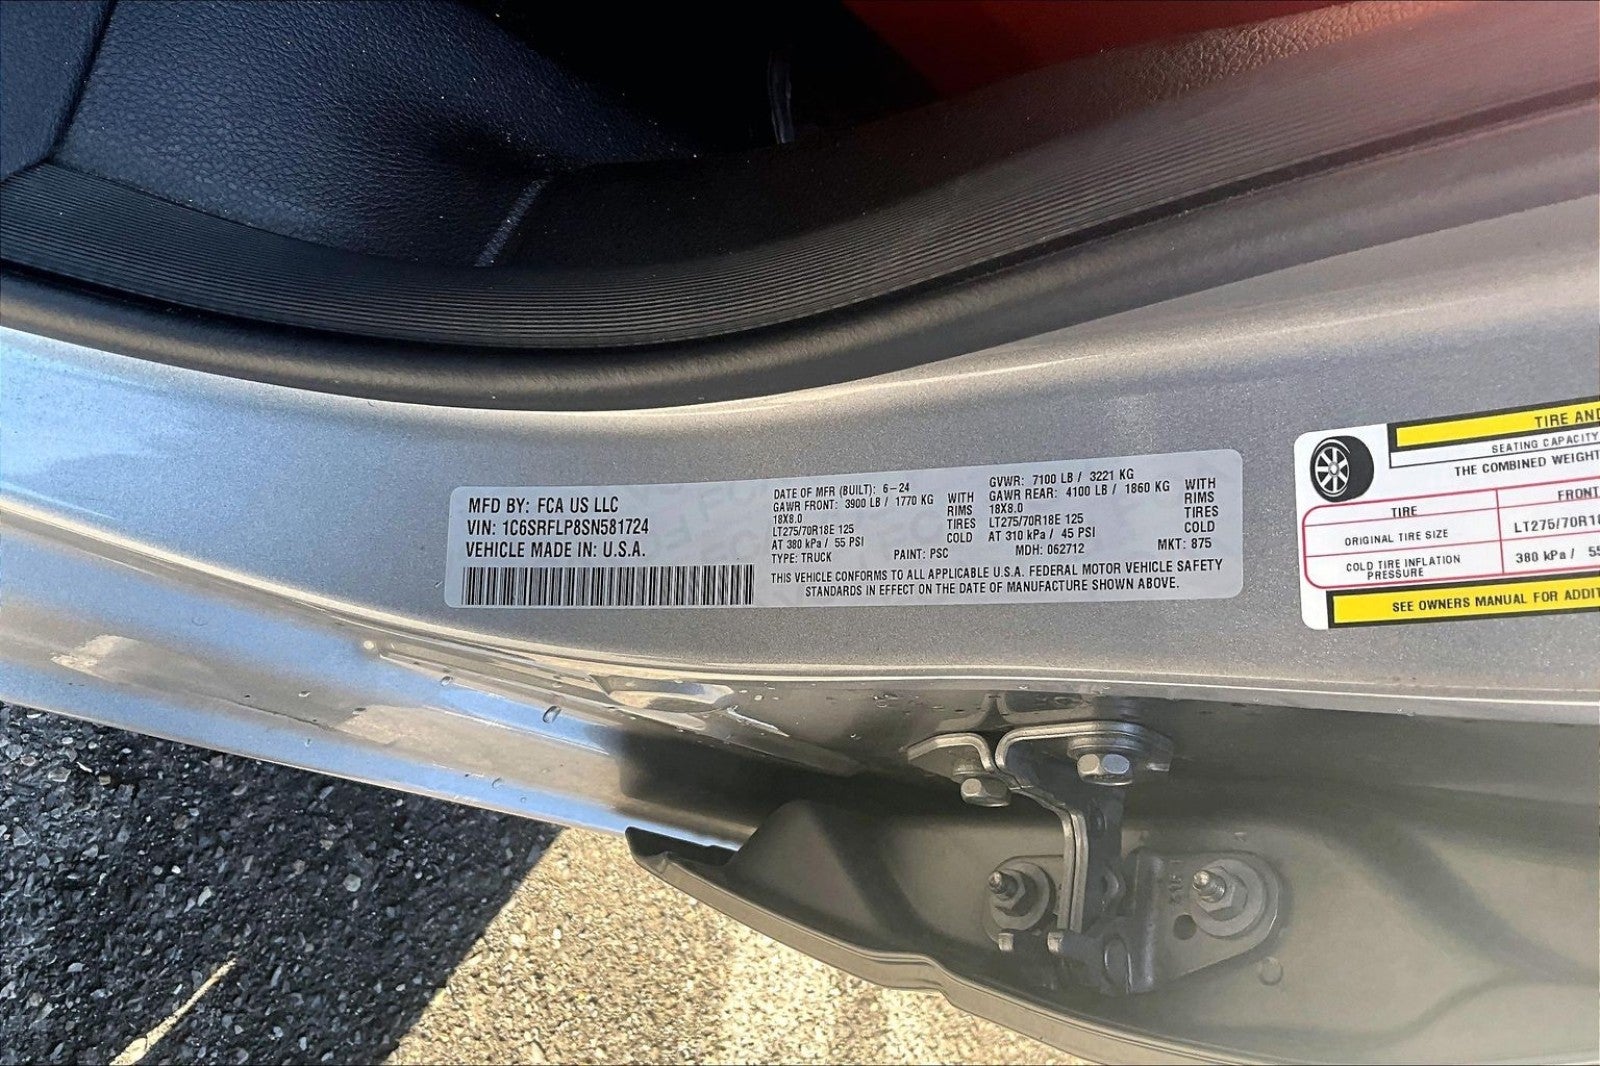 MFD BY: FCA US LLC
VIN: 1C6SRFLP8SN581724
VEHICLE MADE IN: U.S.A.
DATE OF MFR (BUILT): 6-24
GAWR FRONT: 3900 LB / 1770 KG WITH
18X8.0 RIMS
LT275/70R18E 125 TIRES
AT 380 kPa / 55 PSI COLD
TYPE: TRUCK PAINT: PSC
GVWR: 7100 LB / 3221 KG
GAWR REAR: 4100 LB / 1860 KG WITH
18X8.0 RIMS
LT275/70R18E 125 TIRES
AT 310 kPa / 45 PSI COLD
MDH: 062712 MKT: 875
THIS VEHICLE CONFORMS TO ALL APPLICABLE U.S.A. FEDERAL MOTOR VEHICLE SAFETY
STANDARDS IN EFFECT ON THE DATE OF MANUFACTURE SHOWN ABOVE.
TIRE AND
SEATING CAPACITY
THE COMBINED WEIGHT
TIRE FRONT
ORIGINAL TIRE SIZE LT275/70R18
COLD TIRE INFLATION
PRESSURE 380 kPa / 55
SEE OWNERS MANUAL FOR ADDIT